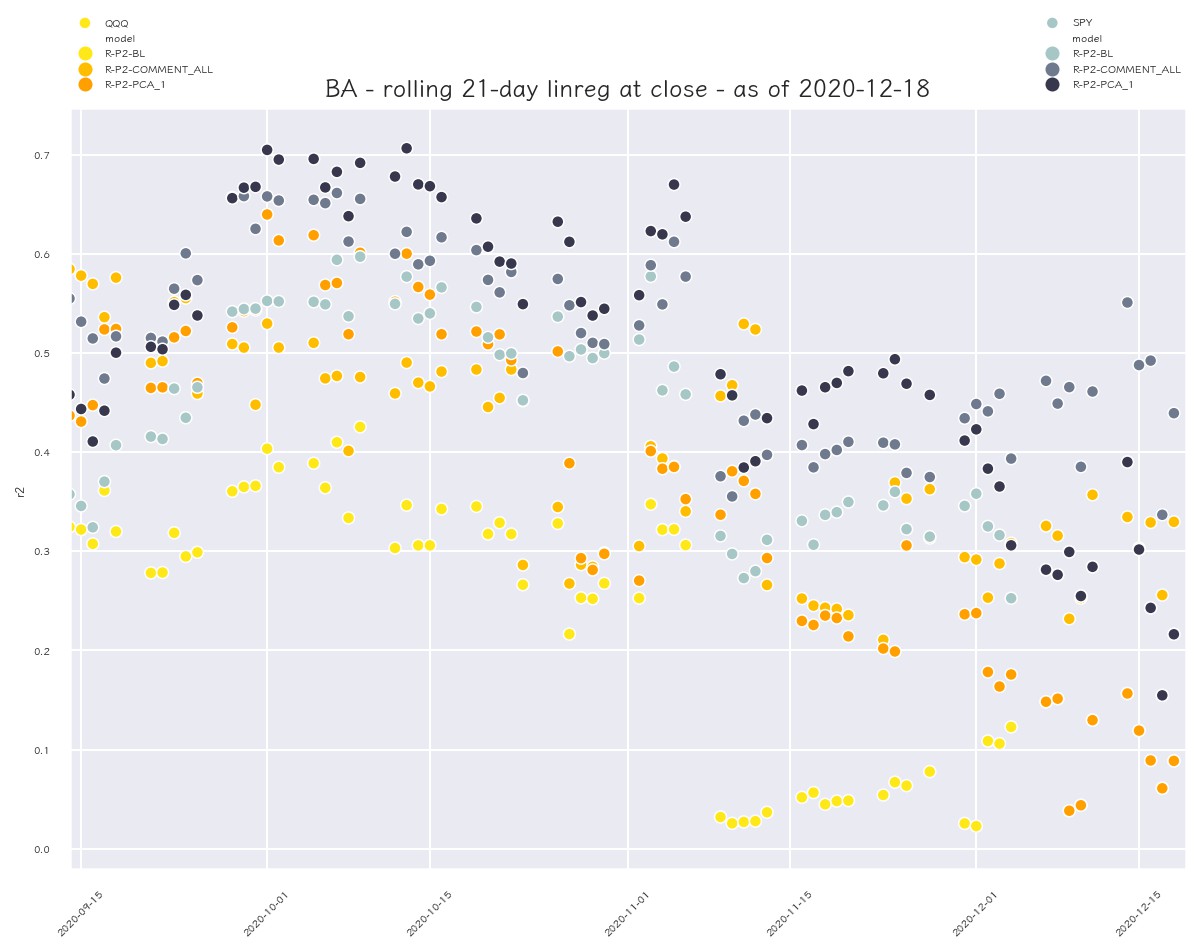 QQQ
model
R-P2-BL
R-P2-COMMENT_ALL
R-P2-PCA_1
SPY
model
R-P2-BL
R-P2-COMMENT_ALL
R-P2-PCA_1
BA - rolling 21-day linreg at close - as of 2020-12-18
0.7
0.6
0.5
0.4
0.3
0.2
0.1
0.0
r2
2020-09-15
2020-10-01
2020-10-15
2020-11-01
2020-11-15
2020-12-01
2020-12-15